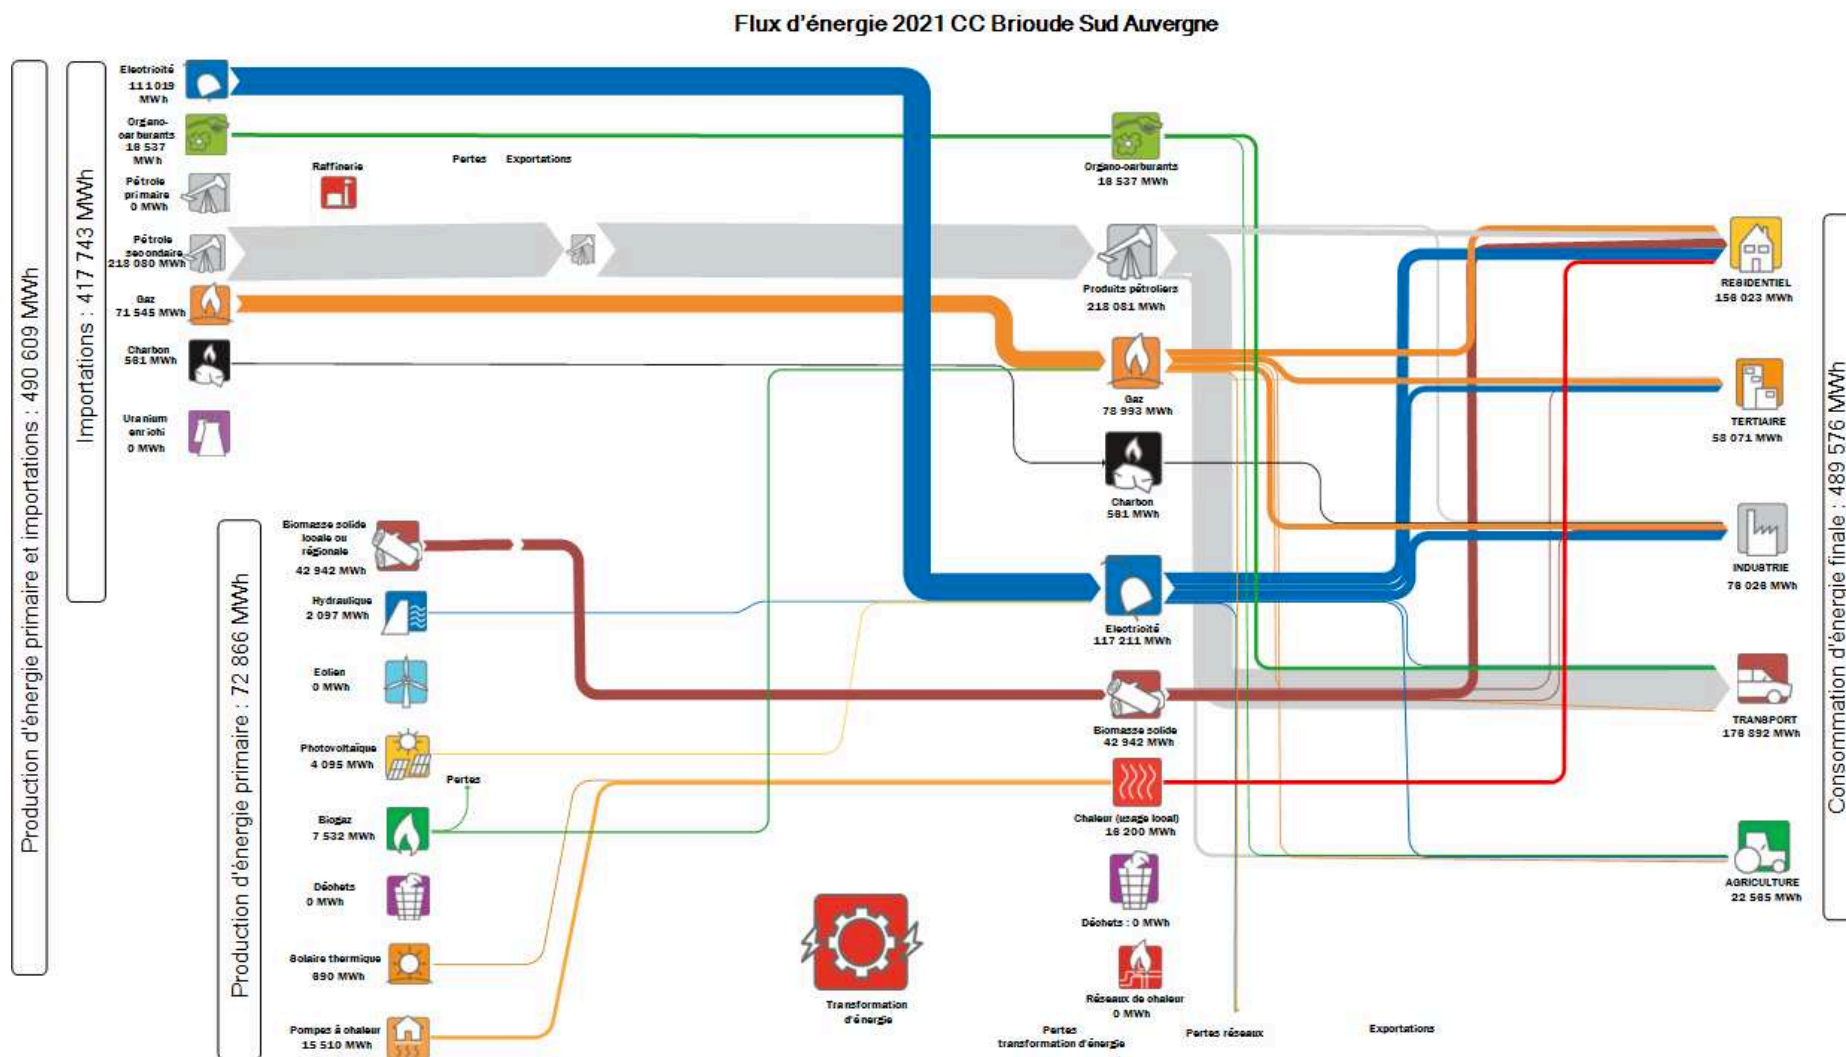 Flux d'énergie 2021 CC Brioude Sud Auvergne
Production d'énergie primaire et importations : 490 609 MWh
Importations : 417 743 MWh
Electricité
111 019
MWh
Organo-
carburants
18 537
MWh
Pétrole
primaire
0 MWh
Pétrole
secondaire
218 080 MWh
Gaz
71 545 MWh
Charbon
561 MWh
Uranium
enrichi
0 MWh
Raffinerie
Pertes
Exportations
Production d'énergie primaire : 72 866 MWh
Biomasse solide
locale ou
régionale
42 942 MWh
Hydraulique
2 097 MWh
Eolien
0 MWh
Photovoltaïque
4 095 MWh
Pertes
Biogaz
7 532 MWh
Déchets
0 MWh
Solaire thermique
690 MWh
Pompes à chaleur
15 510 MWh
Transformation
d'énergie
Organo-carburants
18 537 MWh
Produits pétroliers
218 081 MWh
Gaz
78 993 MWh
Charbon
561 MWh
Electricité
117 211 MWh
Biomasse solide
42 942 MWh
Chaleur (usage local)
16 200 MWh
Déchets : 0 MWh
Réseaux de chaleur
0 MWh
Pertes
transformation d'énergie
Pertes réseaux
Exportations
RESIDENTIEL
156 023 MWh
TERTIAIRE
58 071 MWh
INDUSTRIE
76 026 MWh
TRANSPORT
176 892 MWh
AGRICULTURE
22 565 MWh
Consommation d'énergie finale : 489 576 MWh